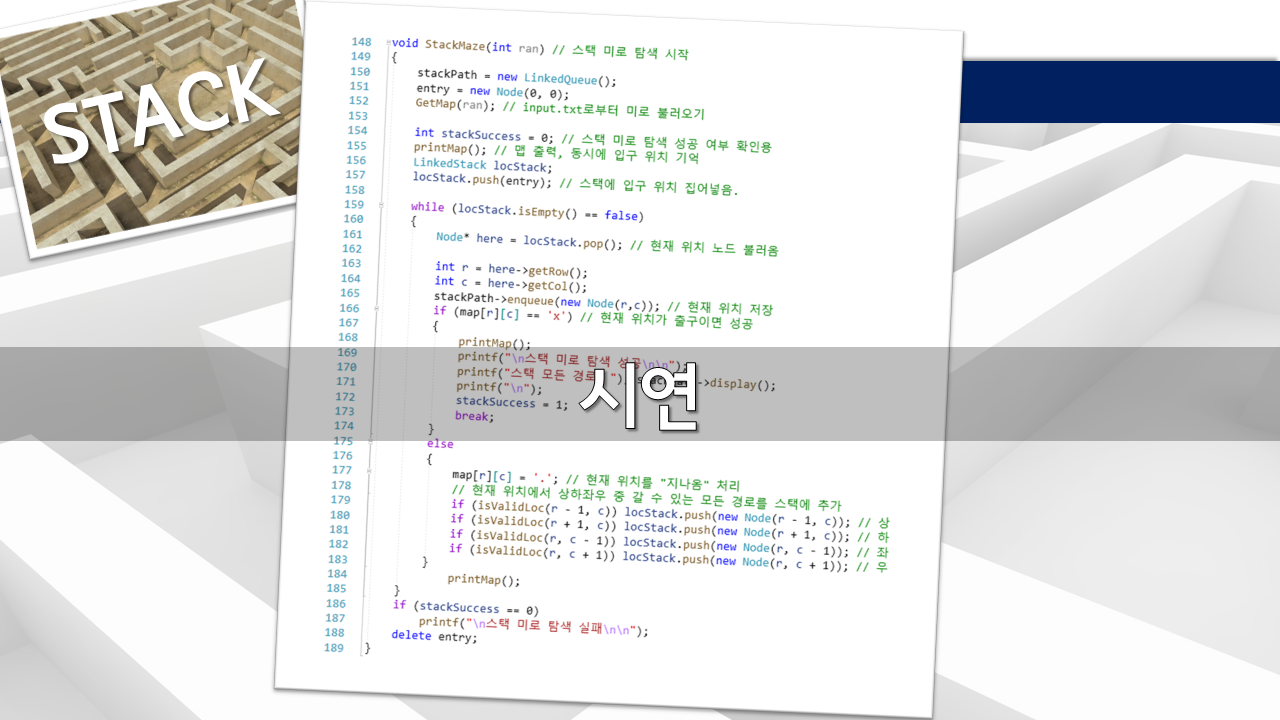 STACK
148 void StackMaze(int ran) // 스택 미로 탐색 시작
149 {
150 stackPath = new LinkedQueue();
151 entry = new Node(0, 0);
152 GetMap(ran); // input.txt로부터 미로 불러오기
153
154 int stackSuccess = 0; // 스택 미로 탐색 성공 여부 확인용
155 printMap(); // 맵 출력, 동시에 입구 위치 기억
156 LinkedStack locStack;
157 locStack.push(entry); // 스택에 입구 위치 집어넣음.
158
159 while (locStack.isEmpty() == false)
160 {
161 Node* here = locStack.pop(); // 현재 위치 노드 불러옴
162
163 int r = here->getRow();
164 int c = here->getCol();
165 stackPath->enqueue(new Node(r,c)); // 현재 위치 저장
166 if (map[r][c] == 'x') // 현재 위치가 출구이면 성공
167 {
168 printMap();
169 printf("\n스택 미로 탐색 성공\n\n");
170 printf("스택 모든 경로 ->display();
171 printf("\n");
172 stackSuccess = 1;
173 break;
174 }
175 else
176 {
177 map[r][c] = '.'; // 현재 위치를 "지나옴" 처리
178 // 현재 위치에서 상하좌우 중 갈 수 있는 모든 경로를 스택에 추가
179 if (isValidLoc(r - 1, c)) locStack.push(new Node(r - 1, c)); // 상
180 if (isValidLoc(r + 1, c)) locStack.push(new Node(r + 1, c)); // 하
181 if (isValidLoc(r, c - 1)) locStack.push(new Node(r, c - 1)); // 좌
182 if (isValidLoc(r, c + 1)) locStack.push(new Node(r, c + 1)); // 우
183 }
184 printMap();
185 }
186 if (stackSuccess == 0)
187 printf("\n스택 미로 탐색 실패\n\n");
188 delete entry;
189 }
시연